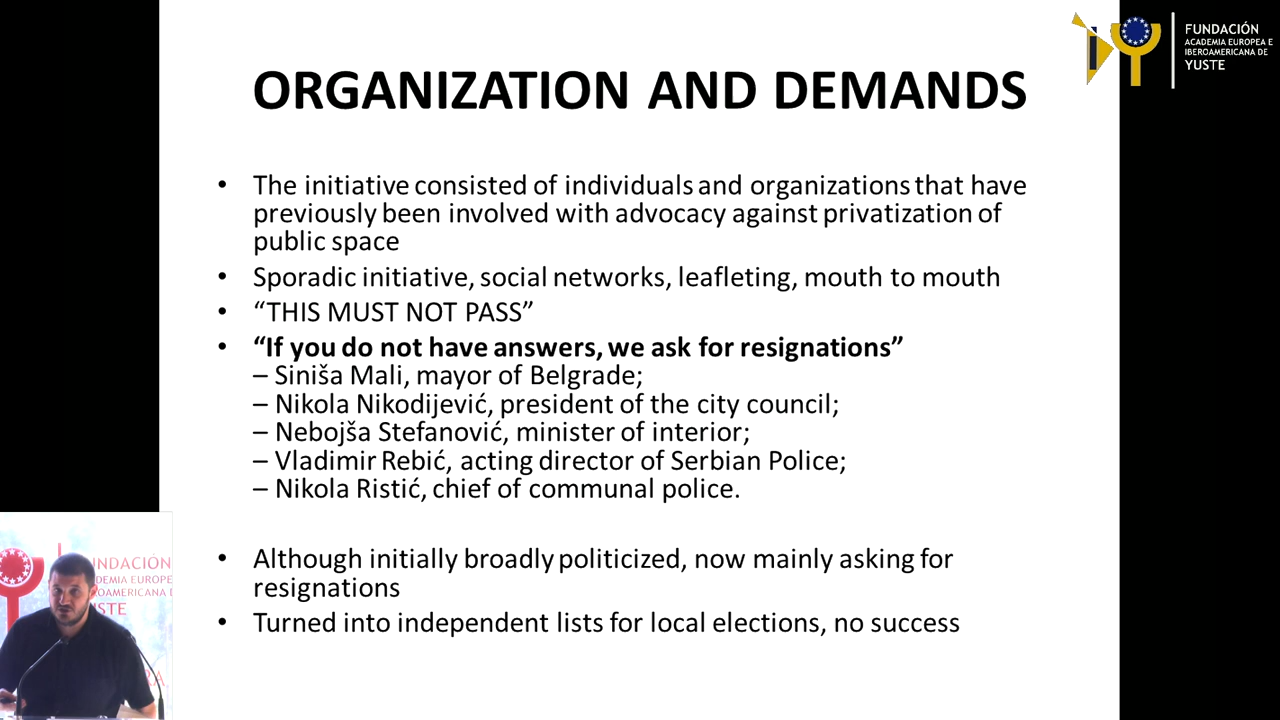 FUNDACIÓN
ACADEMIA EUROPEA E
IBEROAMERICANA DE
YUSTE
ORGANIZATION AND DEMANDS
• The initiative consisted of individuals and organizations that have
previously been involved with advocacy against privatization of
public space
• Sporadic initiative, social networks, leafleting, mouth to mouth
• “THIS MUST NOT PASS”
• “If you do not have answers, we ask for resignations”
– Siniša Mali, mayor of Belgrade;
– Nikola Nikodijević, president of the city council;
– Nebojša Stefanović, minister of interior;
– Vladimir Rebić, acting director of Serbian Police;
– Nikola Ristić, chief of communal police.
• Although initially broadly politicized, now mainly asking for
resignations
• Turned into independent lists for local elections, no success